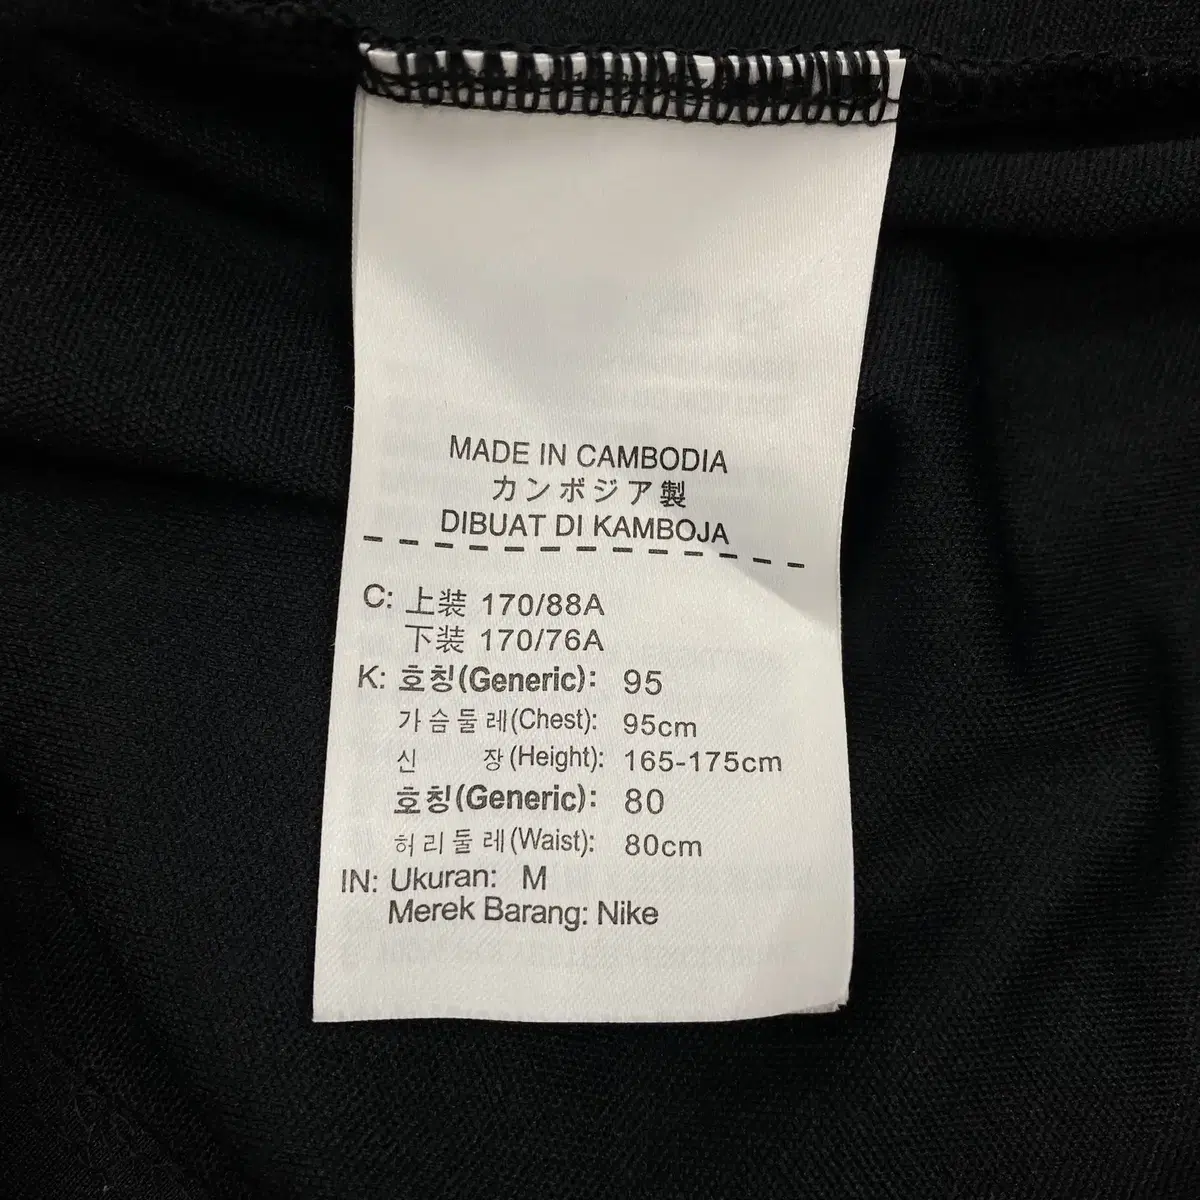 MADE IN CAMBODIA
カンボジア製
DIBUAT DI KAMBOJA
C: 上装 170/88A
下装 170/76A
K: 호칭(Generic): 95
가슴둘레(Chest): 95cm
신 장(Height): 165-175cm
호칭(Generic): 80
허리둘레(Waist): 80cm
IN: Ukuran: M
Merek Barang: Nike